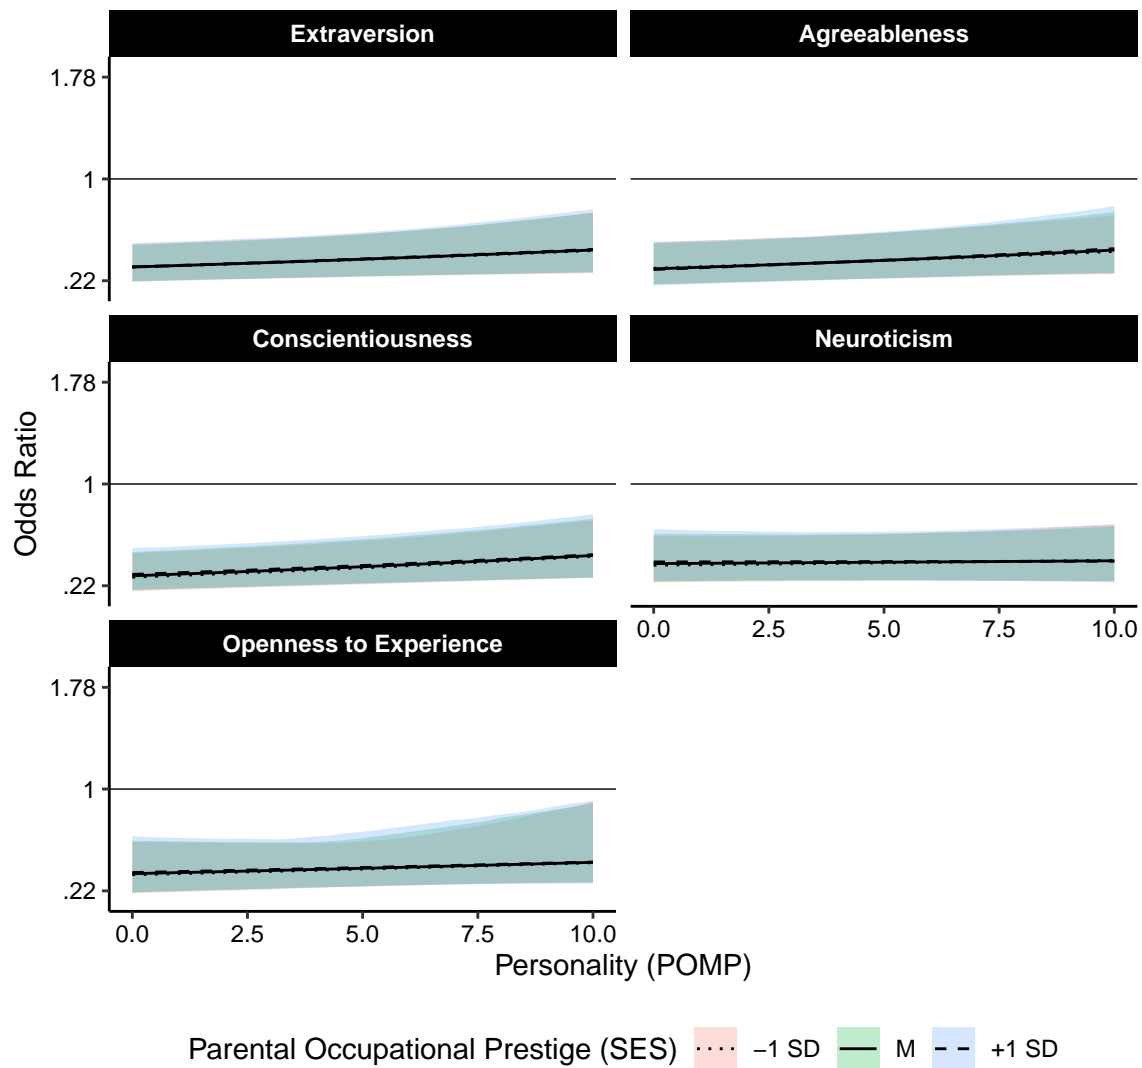 Extraversion
Agreeableness
1.78
1
.22
Conscientiousness
Neuroticism
1.78
1
.22
0.0 2.5 5.0 7.5 10.0
Openness to Experience
1.78
1
.22
0.0 2.5 5.0 7.5 10.0
Odds Ratio
Personality (POMP)
Parental Occupational Prestige (SES) −1 SD M +1 SD